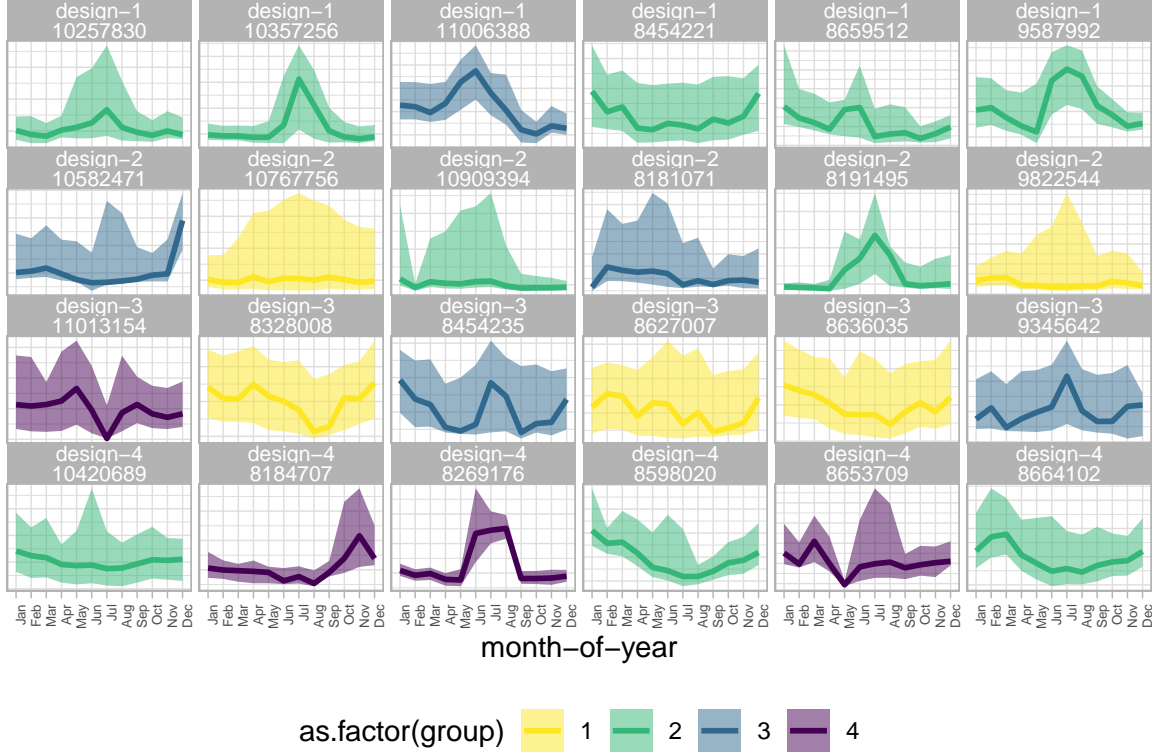 design−1 design−1 design−1 design−1 design−1 design−1
10257830 10357256 11006388 8454221 8659512 9587992
design−2 design−2 design−2 design−2 design−2 design−2
10582471 10767756 10909394 8181071 8191495 9822544
design−3 design−3 design−3 design−3 design−3 design−3
11013154 8328008 8454235 8627007 8636035 9345642
design−4 design−4 design−4 design−4 design−4 design−4
10420689 8184707 8269176 8598020 8653709 8664102
Jan Feb Mar Apr May Jun Jul Aug Sep Oct Nov Dec Jan Feb Mar Apr May Jun Jul Aug Sep Oct Nov Dec Jan Feb Mar Apr May Jun Jul Aug Sep Oct Nov Dec Jan Feb Mar Apr May Jun Jul Aug Sep Oct Nov Dec Jan Feb Mar Apr May Jun Jul Aug Sep Oct Nov Dec Jan Feb Mar Apr May Jun Jul Aug Sep Oct Nov Dec
month−of−year
as.factor(group) 1 2 3 4